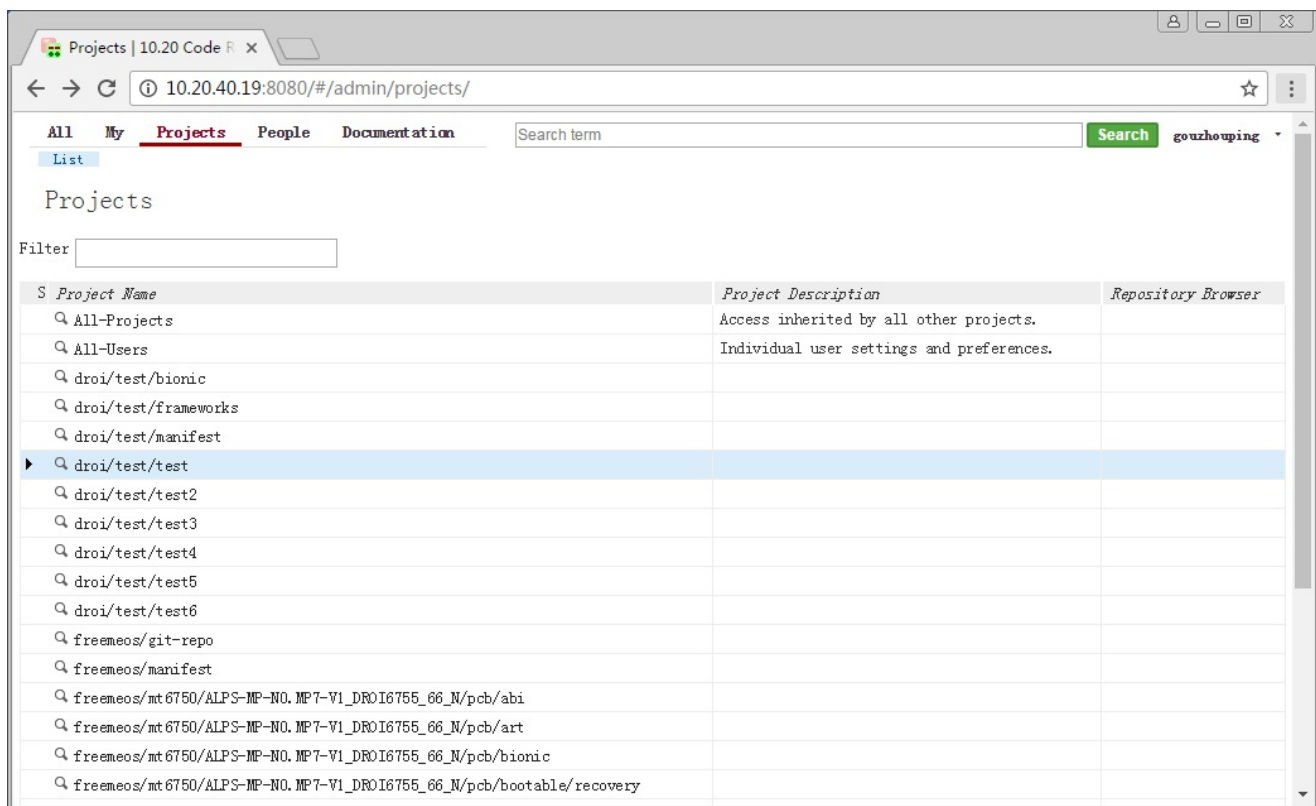 Projects | 10.20 Code R
10.20.40.19:8080/#/admin/projects/
All My Projects People Documentation Search term Search gouzhouping
List
Projects
Filter
S Project Name Project Description Repository Browser
All-Projects Access inherited by all other projects.
All-Users Individual user settings and preferences.
droi/test/bionic
droi/test/frameworks
droi/test/manifest
droi/test/test
droi/test/test2
droi/test/test3
droi/test/test4
droi/test/test5
droi/test/test6
freemeos/git-repo
freemeos/manifest
freemeos/mt6750/ALPS-MP-N0.MP7-V1_DROI6755_66_N/pcb/abi
freemeos/mt6750/ALPS-MP-N0.MP7-V1_DROI6755_66_N/pcb/art
freemeos/mt6750/ALPS-MP-N0.MP7-V1_DROI6755_66_N/pcb/bionic
freemeos/mt6750/ALPS-MP-N0.MP7-V1_DROI6755_66_N/pcb/bootable/recovery